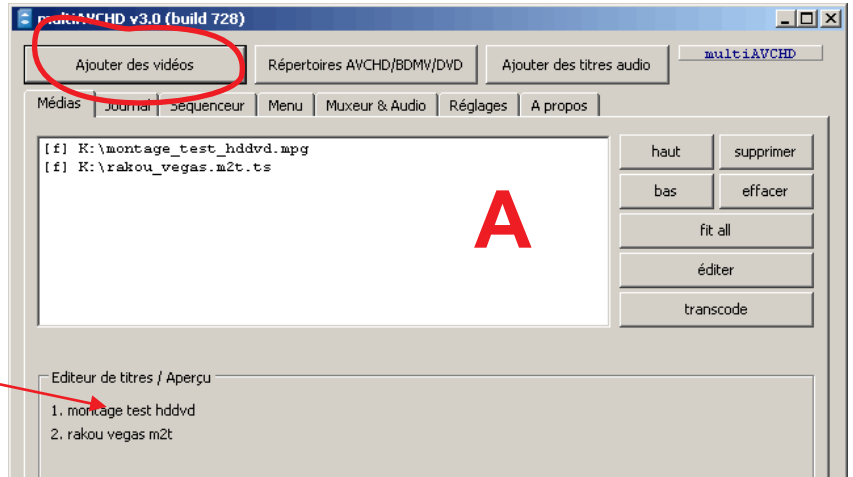 multiAVCHD v3.0 (build 728)
Ajouter des vidéos
Répertoires AVCHD/BDMV/DVD
Ajouter des titres audio
multiAVCHD
Médias
Journal
Séquenceur
Menu
Muxeur & Audio
Réglages
A propos
[f] K:\montage_test_hddvd.mpg
[f] K:\rakou_vegas.m2t.ts
A
haut
supprimer
bas
effacer
fit all
éditer
transcode
Editeur de titres / Aperçu
1. montage test hddvd
2. rakou vegas m2t